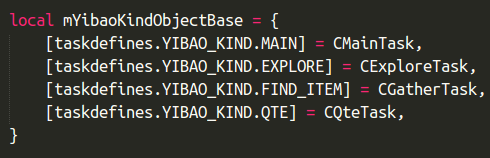 local mYibaoKindObjectBase = {
    [taskdefines.YIBAO_KIND.MAIN] = CMainTask,
    [taskdefines.YIBAO_KIND.EXPLORE] = CExploreTask,
    [taskdefines.YIBAO_KIND.FIND_ITEM] = CGatherTask,
    [taskdefines.YIBAO_KIND.QTE] = CQteTask,
}